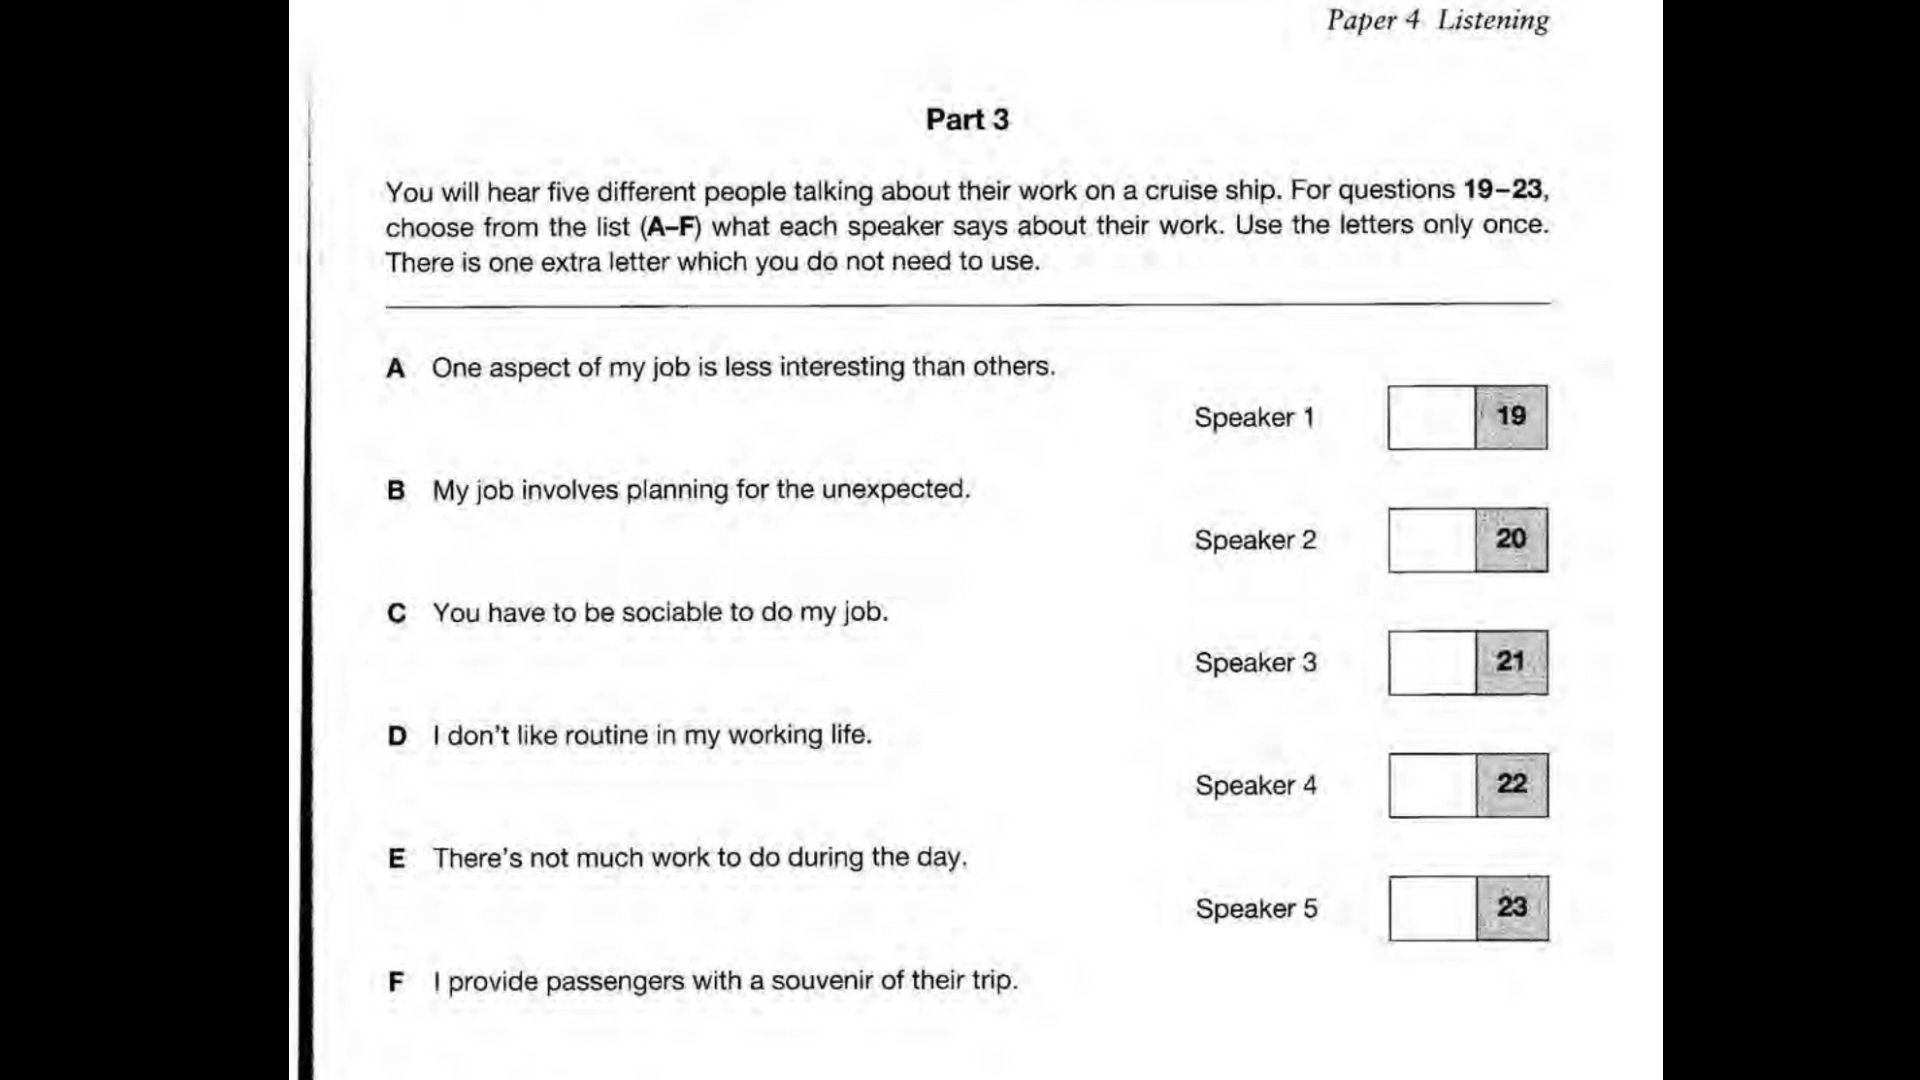 Paper 4 Listening
Part 3
You will hear five different people talking about their work on a cruise ship. For questions 19–23,
choose from the list (A–F) what each speaker says about their work. Use the letters only once.
There is one extra letter which you do not need to use.
A One aspect of my job is less interesting than others.
Speaker 1 19
B My job involves planning for the unexpected.
Speaker 2 20
C You have to be sociable to do my job.
Speaker 3 21
D I don't like routine in my working life.
Speaker 4 22
E There's not much work to do during the day.
Speaker 5 23
F I provide passengers with a souvenir of their trip.